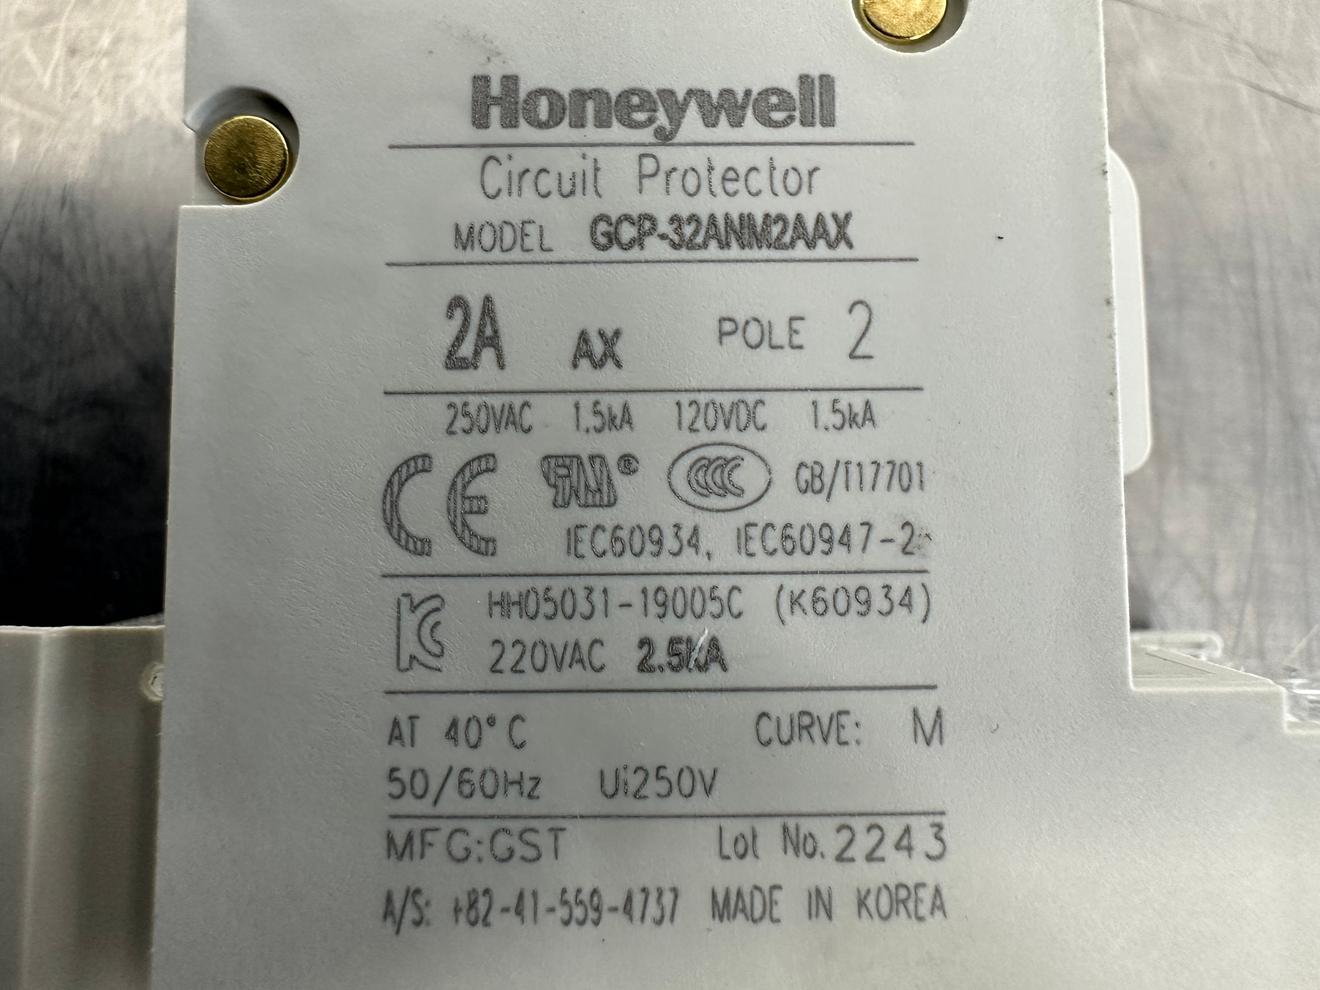 Honeywell
Circuit Protector
MODEL GCP-32ANM2AAX
2A AX POLE 2
250VAC 1.5kA 120VDC 1.5kA
CE ® CCC GB/T17701
IEC60934, IEC60947-2
KC HH05031-19005C (K60934)
220VAC 2.5kA
AT 40°C CURVE: M
50/60Hz Ui250V
MFG:GST Lot No.2243
A/S: +82-41-559-4737 MADE IN KOREA